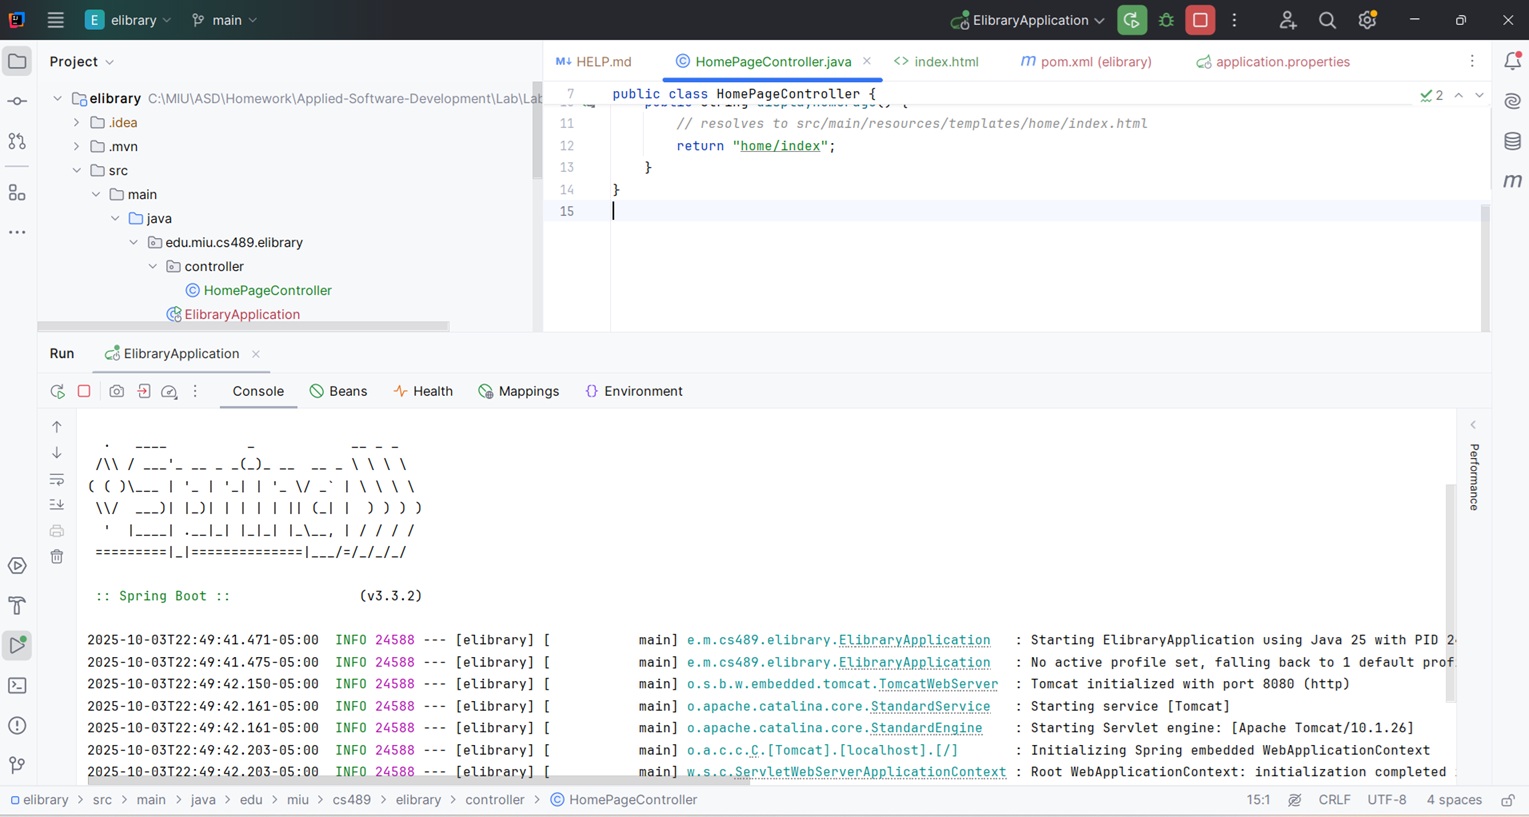 E elibrary main ElibraryApplication
Project
HELP.md HomePageController.java index.html pom.xml (elibrary) application.properties
elibrary C:\MIU\ASD\Homework\Applied-Software-Development\Lab\Lab
.idea
.mvn
src
main
java
edu.miu.cs489.elibrary
controller
HomePageController
ElibraryApplication
7 public class HomePageController {
2
11 // resolves to src/main/resources/templates/home/index.html
12 return "home/index";
13 }
14 }
15
Run ElibraryApplication
Console Beans Health Mappings Environment
  .   ____          _            __ _ _
 /\\ / ___'_ __ _ _(_)_ __  __ _ \ \ \ \
( ( )\___ | '_ | '_| | '_ \/ _` | \ \ \ \
 \\/  ___)| |_)| | | | | || (_| |  ) ) ) )
  '  |____| .__|_| |_|_| |_\__, | / / / /
 =========|_|==============|___/=/_/_/_/
:: Spring Boot :: (v3.3.2)
2025-10-03T22:49:41.471-05:00 INFO 24588 --- [elibrary] [ main] e.m.cs489.elibrary.ElibraryApplication : Starting ElibraryApplication using Java 25 with PID
2025-10-03T22:49:41.475-05:00 INFO 24588 --- [elibrary] [ main] e.m.cs489.elibrary.ElibraryApplication : No active profile set, falling back to 1 default
2025-10-03T22:49:42.150-05:00 INFO 24588 --- [elibrary] [ main] o.s.b.w.embedded.tomcat.TomcatWebServer : Tomcat initialized with port 8080 (http)
2025-10-03T22:49:42.161-05:00 INFO 24588 --- [elibrary] [ main] o.apache.catalina.core.StandardService : Starting service [Tomcat]
2025-10-03T22:49:42.161-05:00 INFO 24588 --- [elibrary] [ main] o.apache.catalina.core.StandardEngine : Starting Servlet engine: [Apache Tomcat/10.1.26]
2025-10-03T22:49:42.203-05:00 INFO 24588 --- [elibrary] [ main] o.a.c.c.C.[Tomcat].[localhost].[/] : Initializing Spring embedded WebApplicationContext
2025-10-03T22:49:42.203-05:00 INFO 24588 --- [elibrary] [ main] w.s.c.ServletWebServerApplicationContext : Root WebApplicationContext: initialization completed
Performance
elibrary > src > main > java > edu > miu > cs489 > elibrary > controller > HomePageController 15:1 CRLF UTF-8 4 spaces